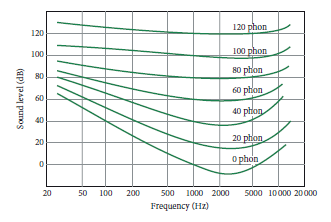 120 phon
100 phon
80 phon
60 phon
40 phon
20 phon
0 phon
Sound level (dB)
120
100
80
60
40
20
0
20 50 100 200 500 1000 2000 5000 10 000 20 000
Frequency (Hz)